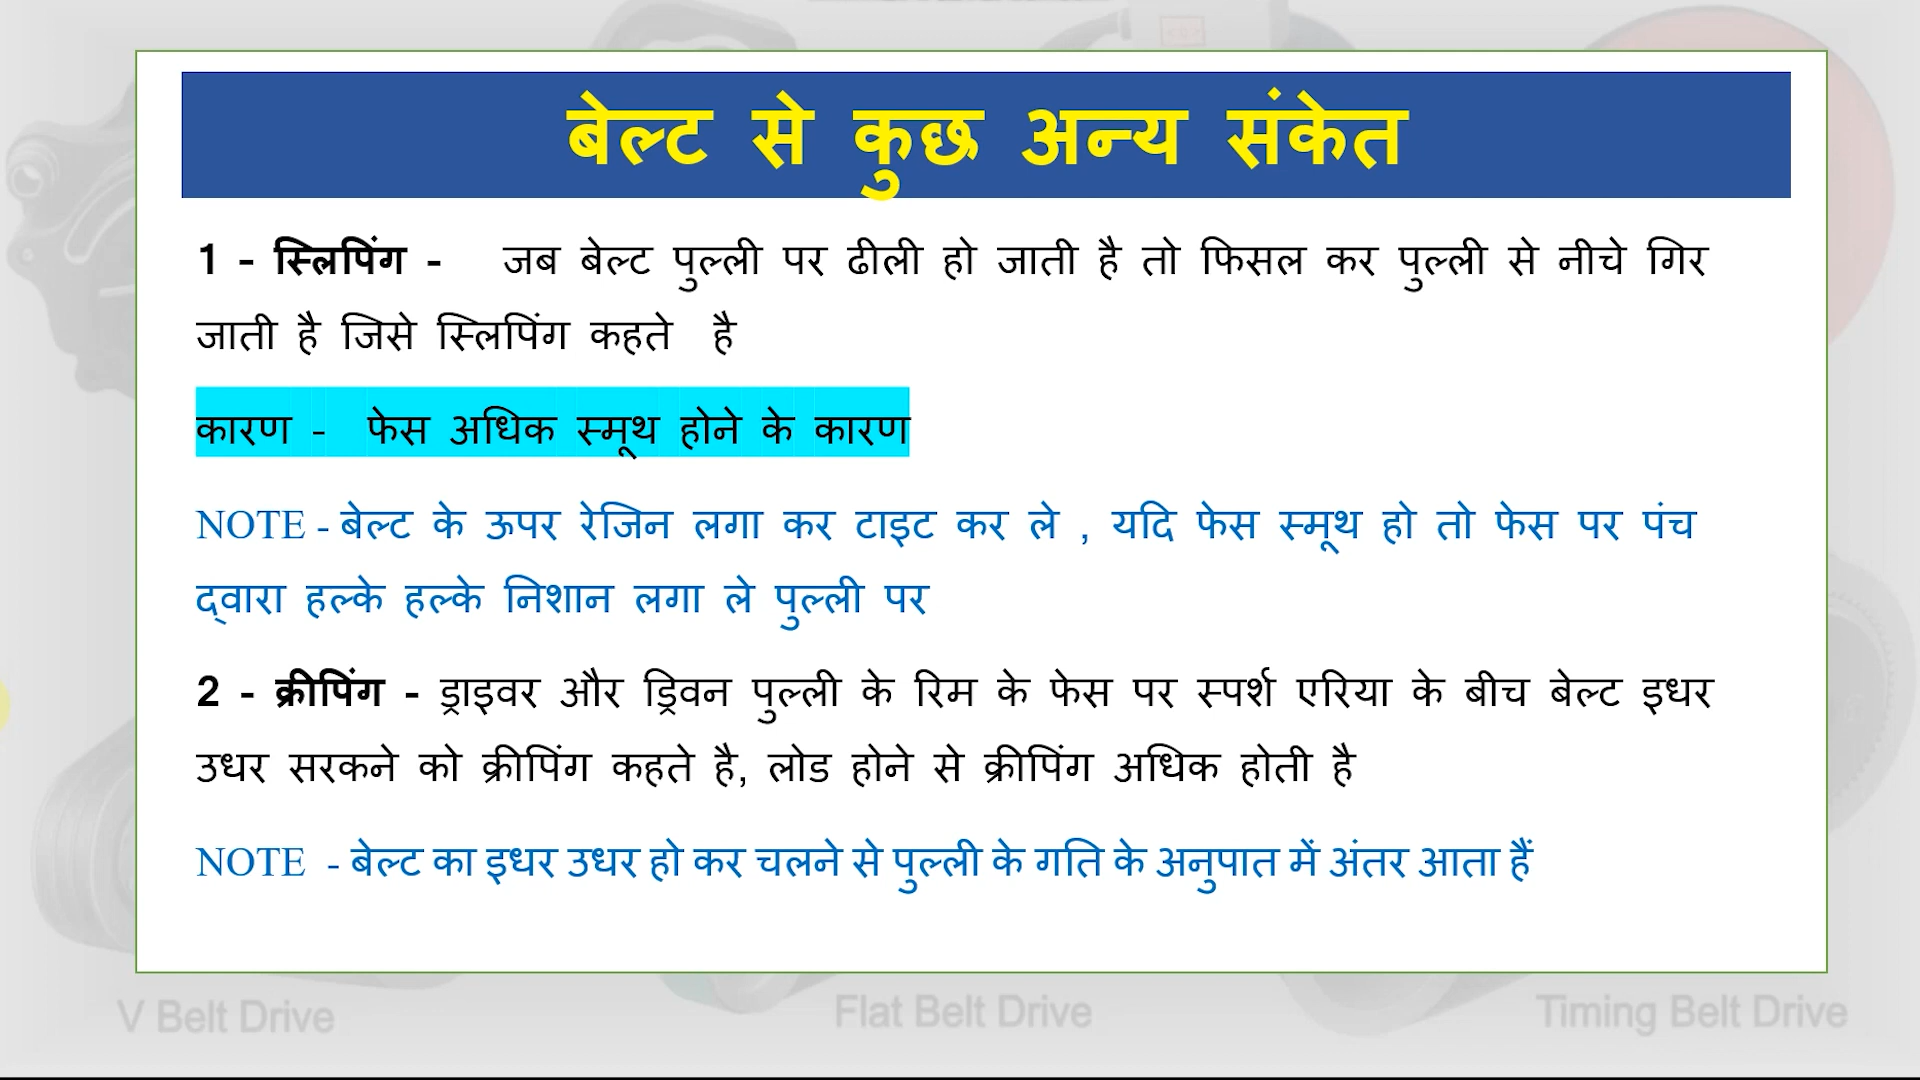 बेल्ट से कुछ अन्य संकेत
1 - स्लिपिंग - जब बेल्ट पुल्ली पर ढीली हो जाती है तो फिसल कर पुल्ली से नीचे गिर
जाती है जिसे स्लिपिंग कहते है
कारण - फेस अधिक स्मूथ होने के कारण
NOTE - बेल्ट के ऊपर रेजिन लगा कर टाइट कर ले , यदि फेस स्मूथ हो तो फेस पर पंच
द्वारा हल्के हल्के निशान लगा ले पुल्ली पर
2 - क्रीपिंग - ड्राइवर और ड्रिवन पुल्ली के रिम के फेस पर स्पर्श एरिया के बीच बेल्ट इधर
उधर सरकने को क्रीपिंग कहते है, लोड होने से क्रीपिंग अधिक होती है
NOTE - बेल्ट का इधर उधर हो कर चलने से पुल्ली के गति के अनुपात में अंतर आता हैं
V Belt Drive Flat Belt Drive Timing Belt Drive